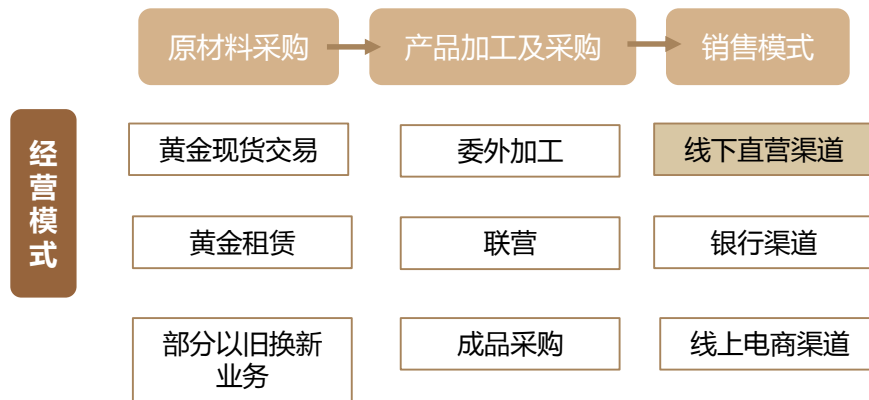 原材料采购
产品加工及采购
销售模式
经营模式
黄金现货交易
委外加工
线下直营渠道
黄金租赁
联营
银行渠道
部分以旧换新
业务
成品采购
线上电商渠道